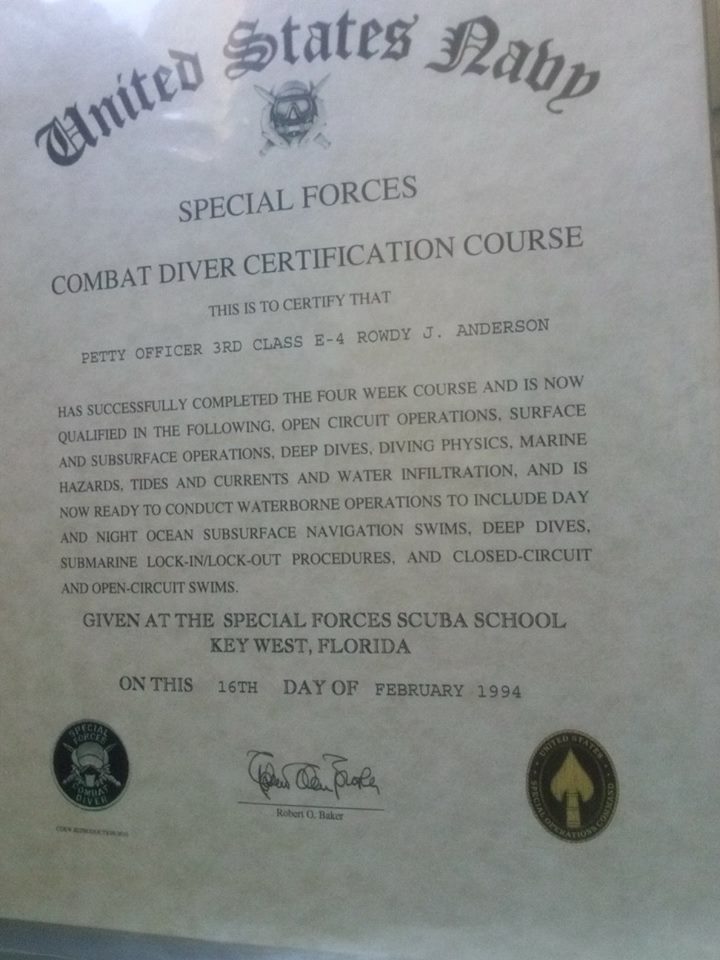 United States Navy
SPECIAL FORCES
COMBAT DIVER CERTIFICATION COURSE
THIS IS TO CERTIFY THAT
PETTY OFFICER 3RD CLASS E-4 ROWDY J. ANDERSON
HAS SUCCESSFULLY COMPLETED THE FOUR WEEK COURSE AND IS NOW
QUALIFIED IN THE FOLLOWING, OPEN CIRCUIT OPERATIONS, SURFACE
AND SUBSURFACE OPERATIONS, DEEP DIVES, DIVING PHYSICS, MARINE
HAZARDS, TIDES AND CURRENTS AND WATER INFILTRATION, AND IS
NOW READY TO CONDUCT WATERBORNE OPERATIONS TO INCLUDE DAY
AND NIGHT OCEAN SUBSURFACE NAVIGATION SWIMS, DEEP DIVES,
SUBMARINE LOCK-IN/LOCK-OUT PROCEDURES, AND CLOSED-CIRCUIT
AND OPEN-CIRCUIT SWIMS.
GIVEN AT THE SPECIAL FORCES SCUBA SCHOOL
KEY WEST, FLORIDA
ON THIS 16TH DAY OF FEBRUARY 1994
SPECIAL
FORCES
COMBAT
DIVER
Robert O. Baker
UNITED STATES
SPECIAL OPERATIONS COMMAND